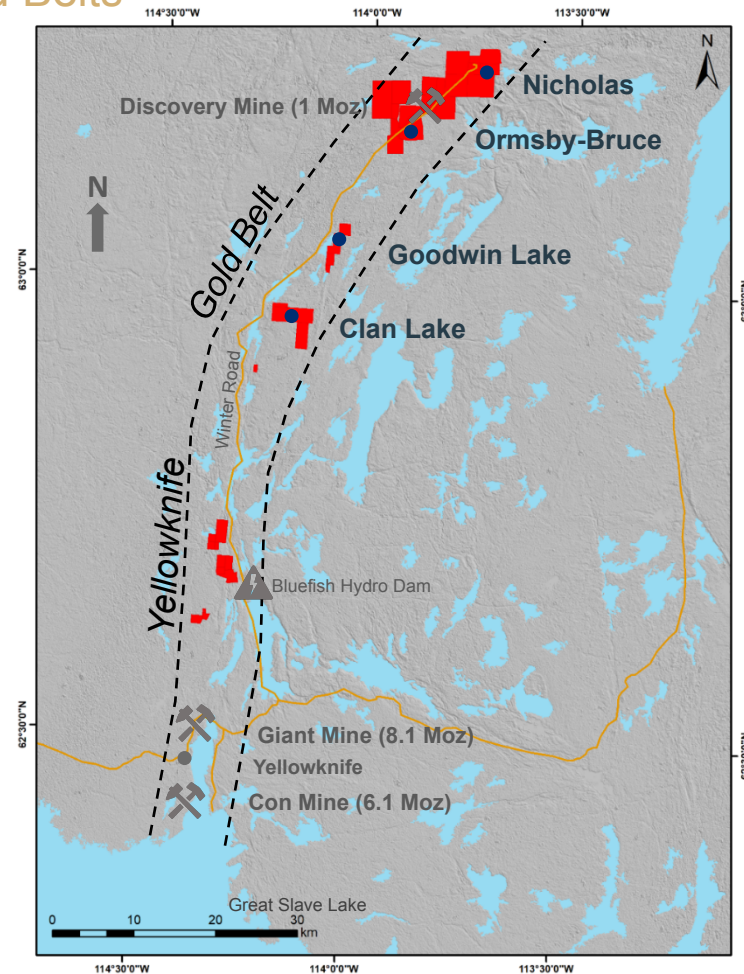 114°30'0"W
114°0'0"W
113°30'0"W
N
Nicholas
Discovery Mine (1 Moz)
Ormsby-Bruce
N
Gold Belt
Goodwin Lake
63°0'0"N
Clan Lake
Winter Road
Yellowknife
Bluefish Hydro Dam
62°30'0"N
Giant Mine (8.1 Moz)
Yellowknife
Con Mine (6.1 Moz)
Great Slave Lake
0 10 20 30
km
114°30'0"W
114°0'0"W
113°30'0"W